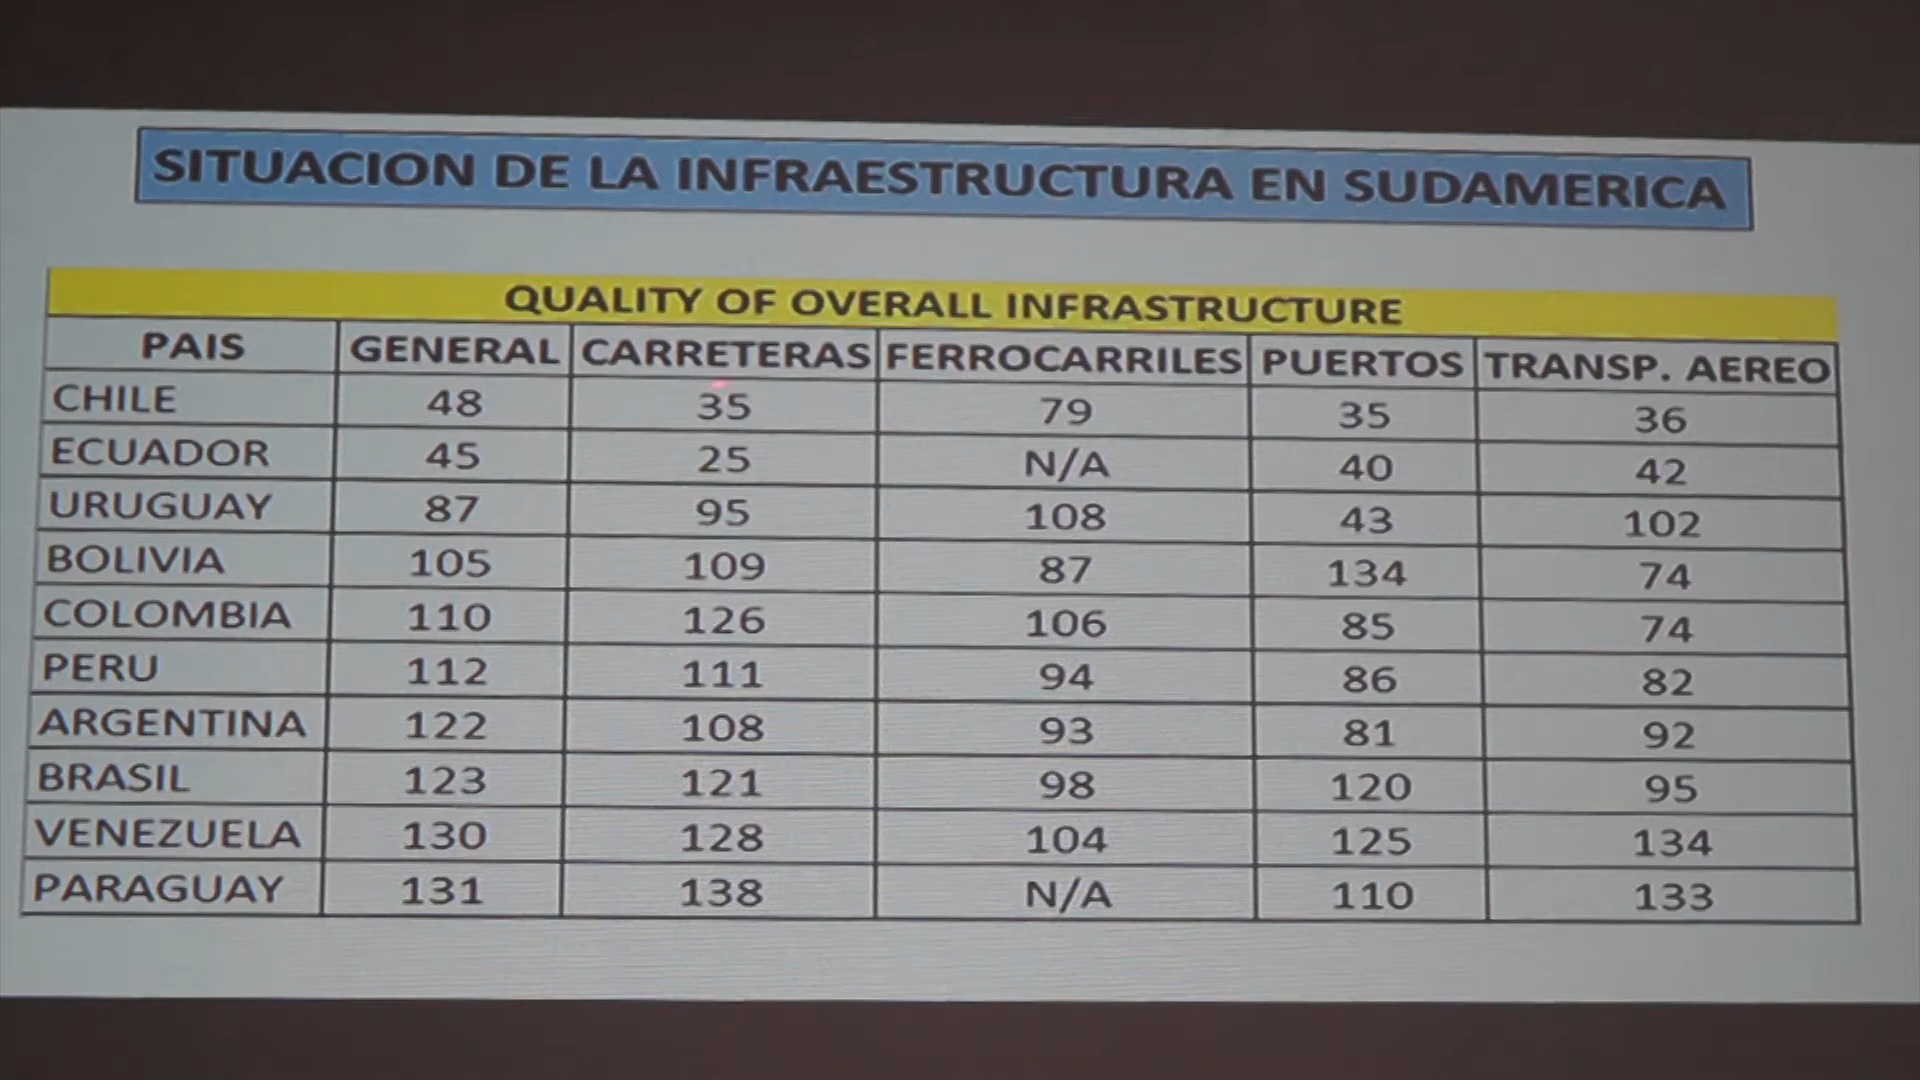 SITUACION DE LA INFRAESTRUCTURA EN SUDAMERICA
QUALITY OF OVERALL INFRASTRUCTURE
PAIS GENERAL CARRETERAS FERROCARRILES PUERTOS TRANSP. AEREO
CHILE 48 35 79 35 36
ECUADOR 45 25 N/A 40 42
URUGUAY 87 95 108 43 102
BOLIVIA 105 109 87 134 74
COLOMBIA 110 126 106 85 74
PERU 112 111 94 86 82
ARGENTINA 122 108 93 81 92
BRASIL 123 121 98 120 95
VENEZUELA 130 128 104 125 134
PARAGUAY 131 138 N/A 110 133